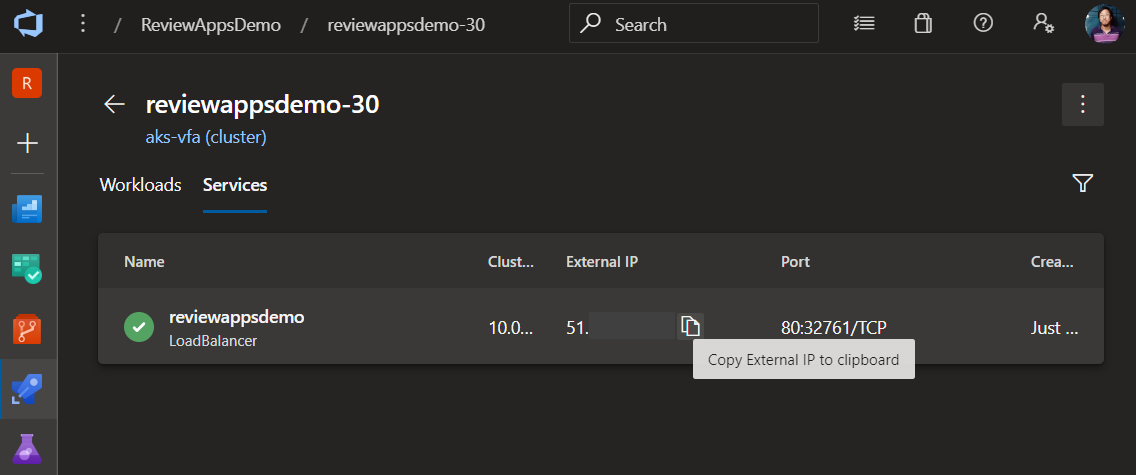 / ReviewAppsDemo / reviewappsdemo-30
Search
R
reviewappsdemo-30
aks-vfa (cluster)
Workloads Services
Name Clust... External IP Port Crea...
reviewappsdemo
LoadBalancer
10.0... 51. 80:32761/TCP Just ...
Copy External IP to clipboard